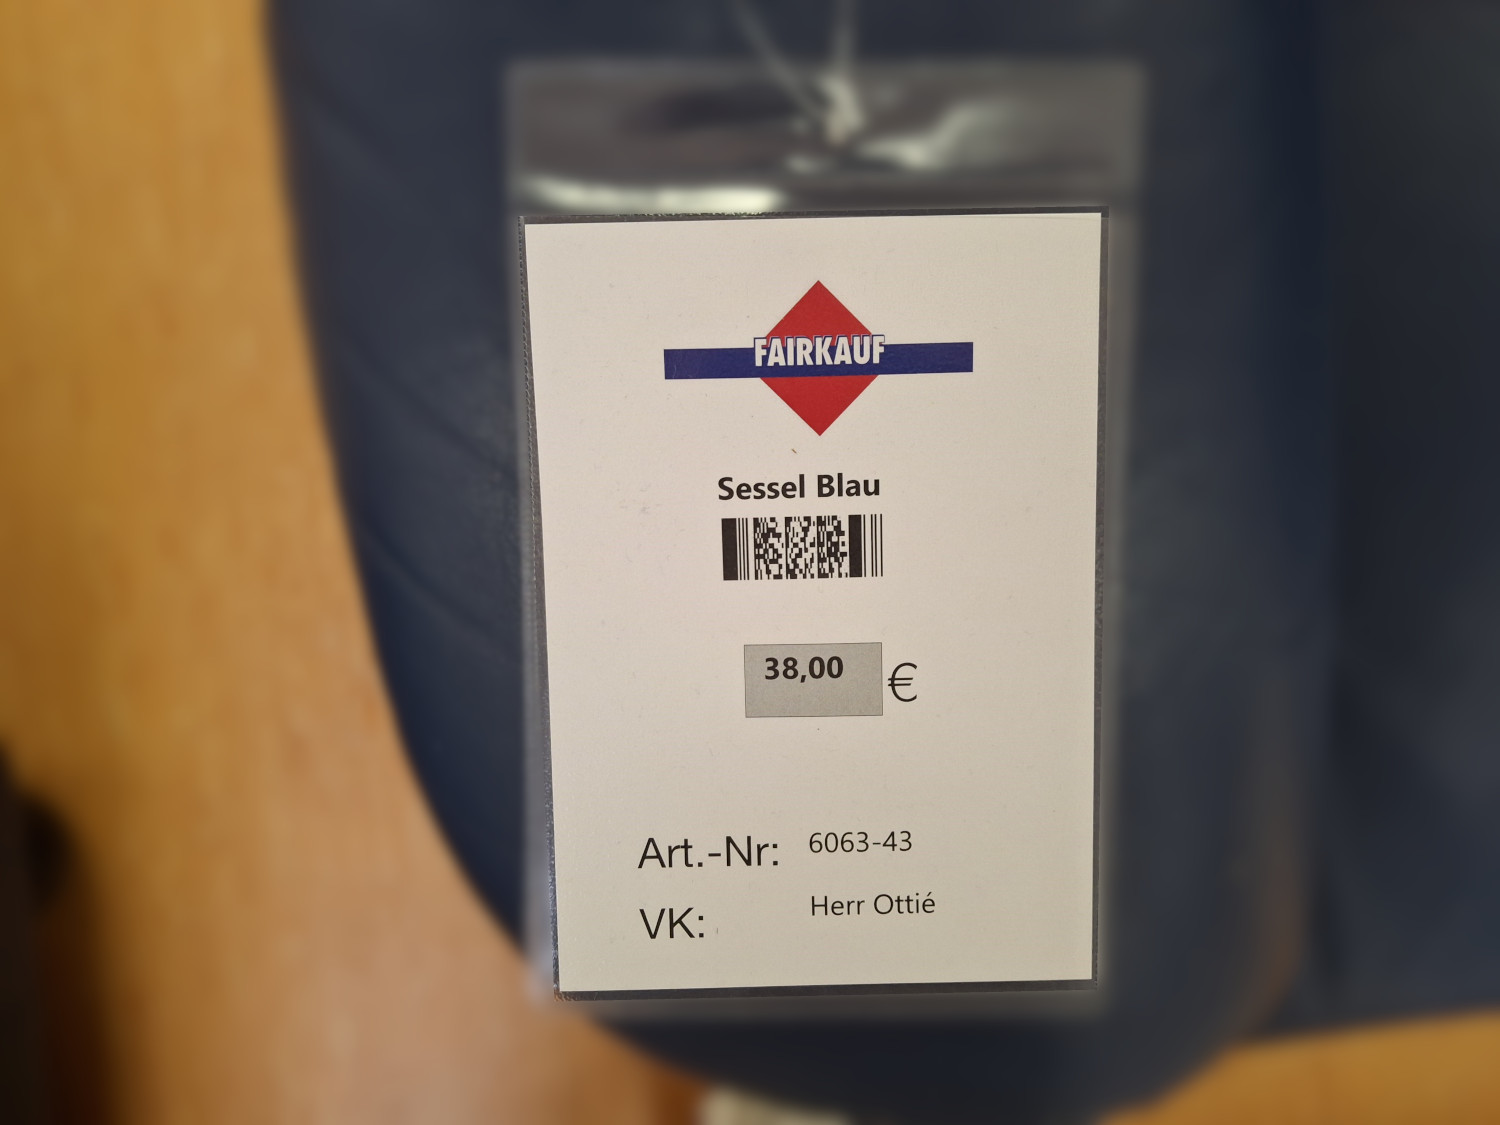 FAIRKAUF
Sessel Blau
38,00 €
Art.-Nr: 6063-43
VK: Herr Ottié